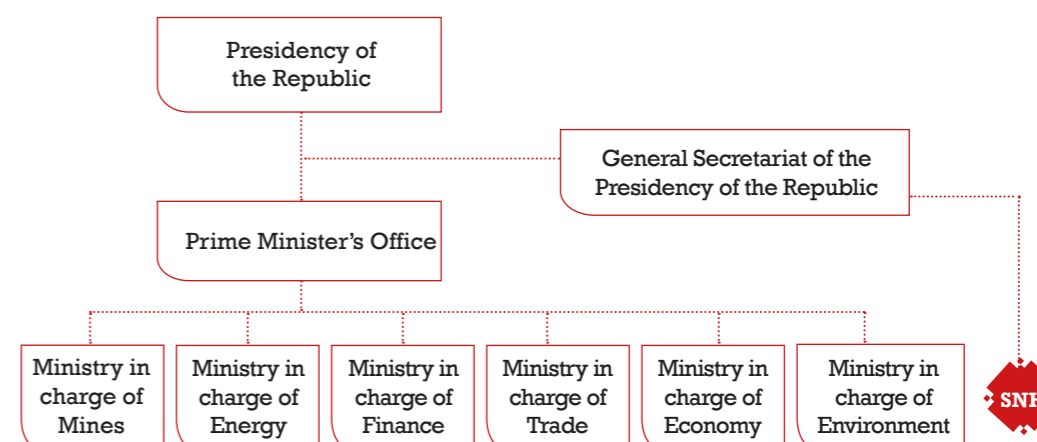 Presidency of
the Republic
General Secretariat of the
Presidency of the Republic
Prime Minister’s Office
Ministry in
charge of
Mines
Ministry in
charge of
Energy
Ministry in
charge of
Finance
Ministry in
charge of
Trade
Ministry in
charge of
Economy
Ministry in
charge of
Environment